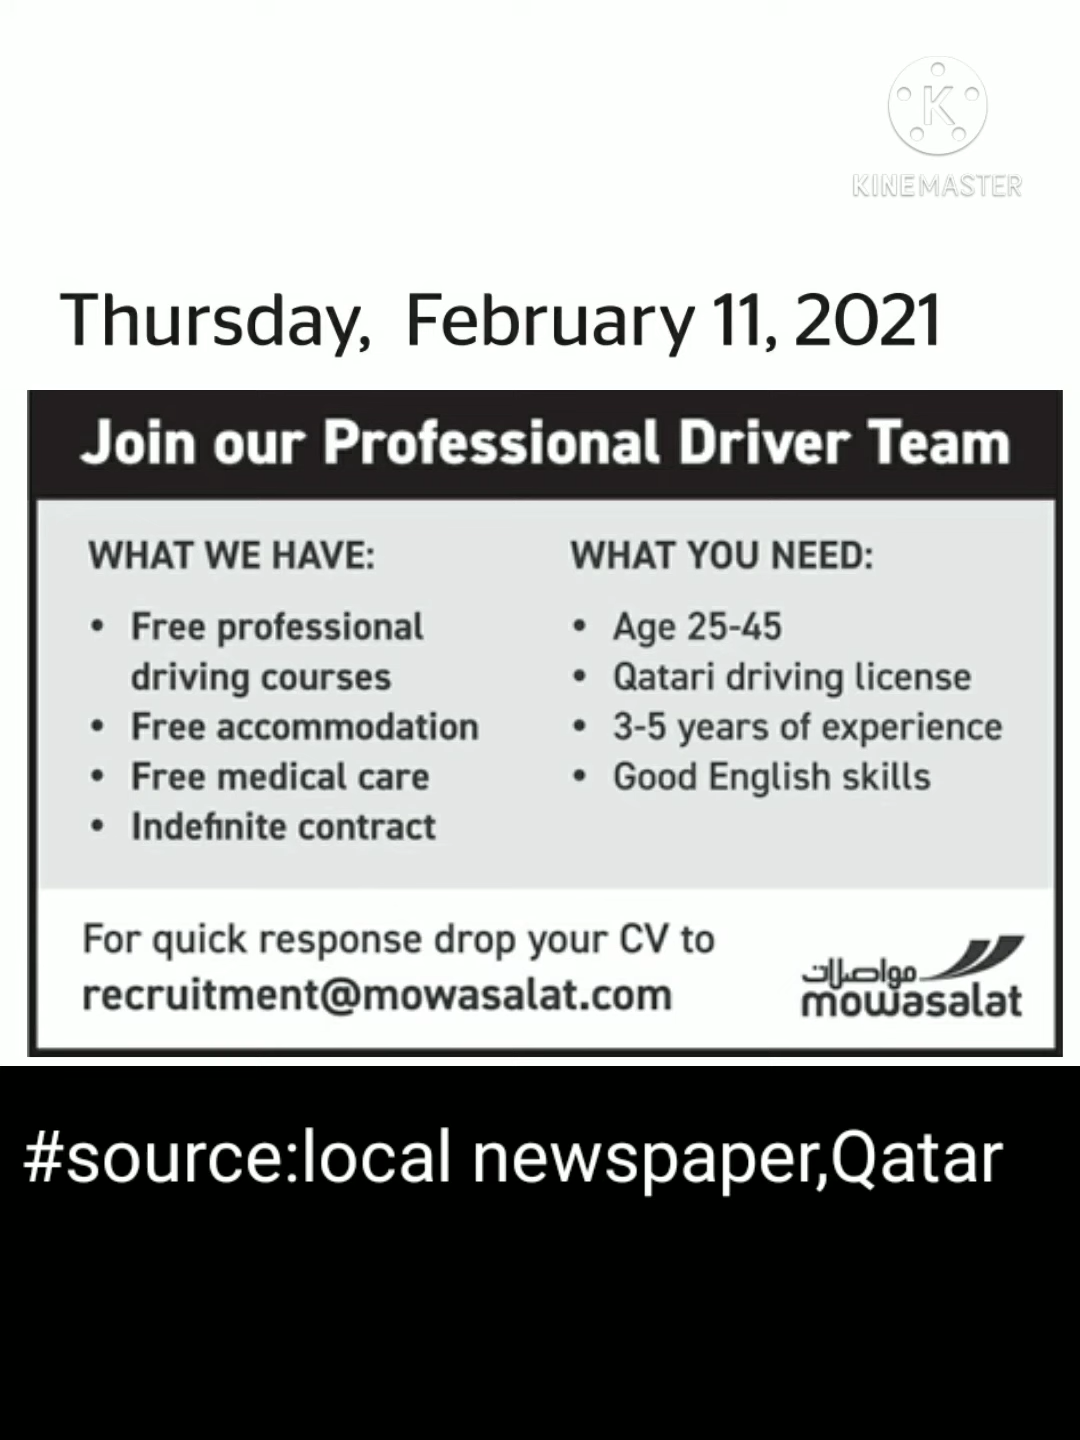 K
KINEMASTER
Thursday, February 11, 2021
Join our Professional Driver Team
WHAT WE HAVE:
• Free professional
driving courses
• Free accommodation
• Free medical care
• Indefinite contract
WHAT YOU NEED:
• Age 25-45
• Qatari driving license
• 3-5 years of experience
• Good English skills
For quick response drop your CV to
recruitment@mowasalat.com
مواصلات
mowasalat
#source:local newspaper,Qatar